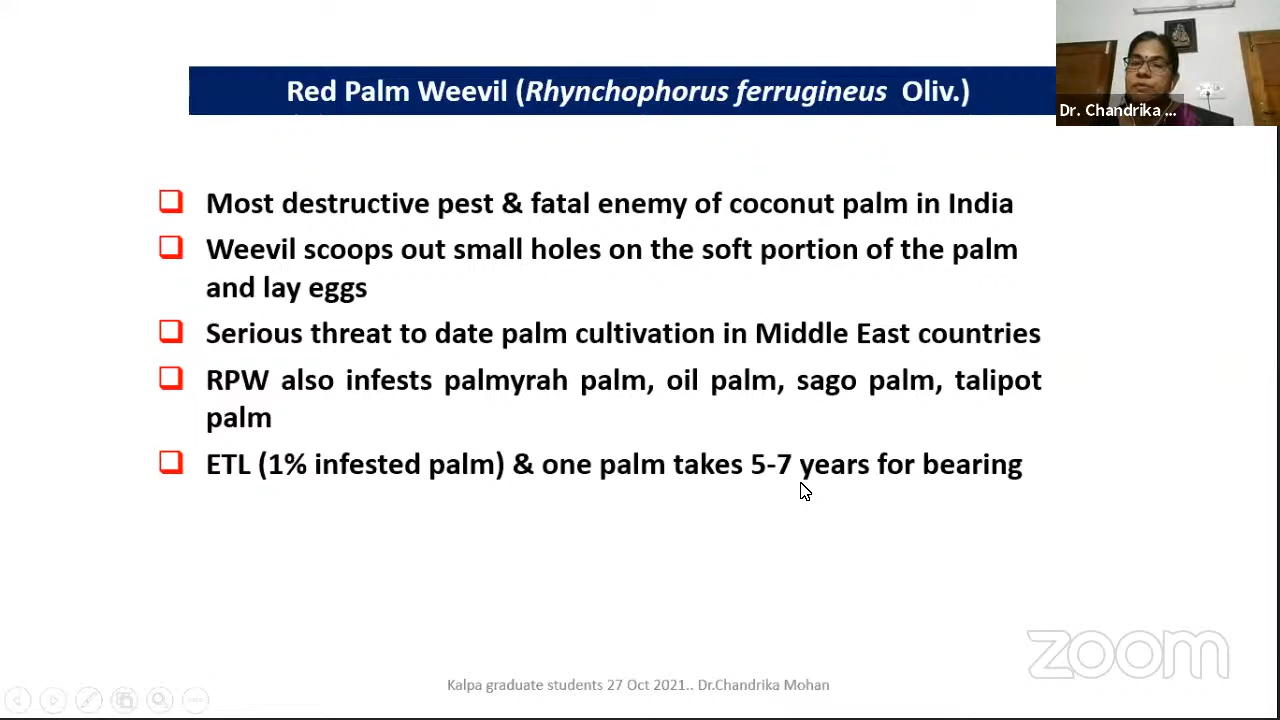 Red Palm Weevil (Rhynchophorus ferrugineus Oliv.)
Dr. Chandrika ...
Most destructive pest & fatal enemy of coconut palm in India
Weevil scoops out small holes on the soft portion of the palm
and lay eggs
Serious threat to date palm cultivation in Middle East countries
RPW also infests palmyrah palm, oil palm, sago palm, talipot
palm
ETL (1% infested palm) & one palm takes 5-7 years for bearing
zoom
Kalpa graduate students 27 Oct 2021.. Dr.Chandrika Mohan